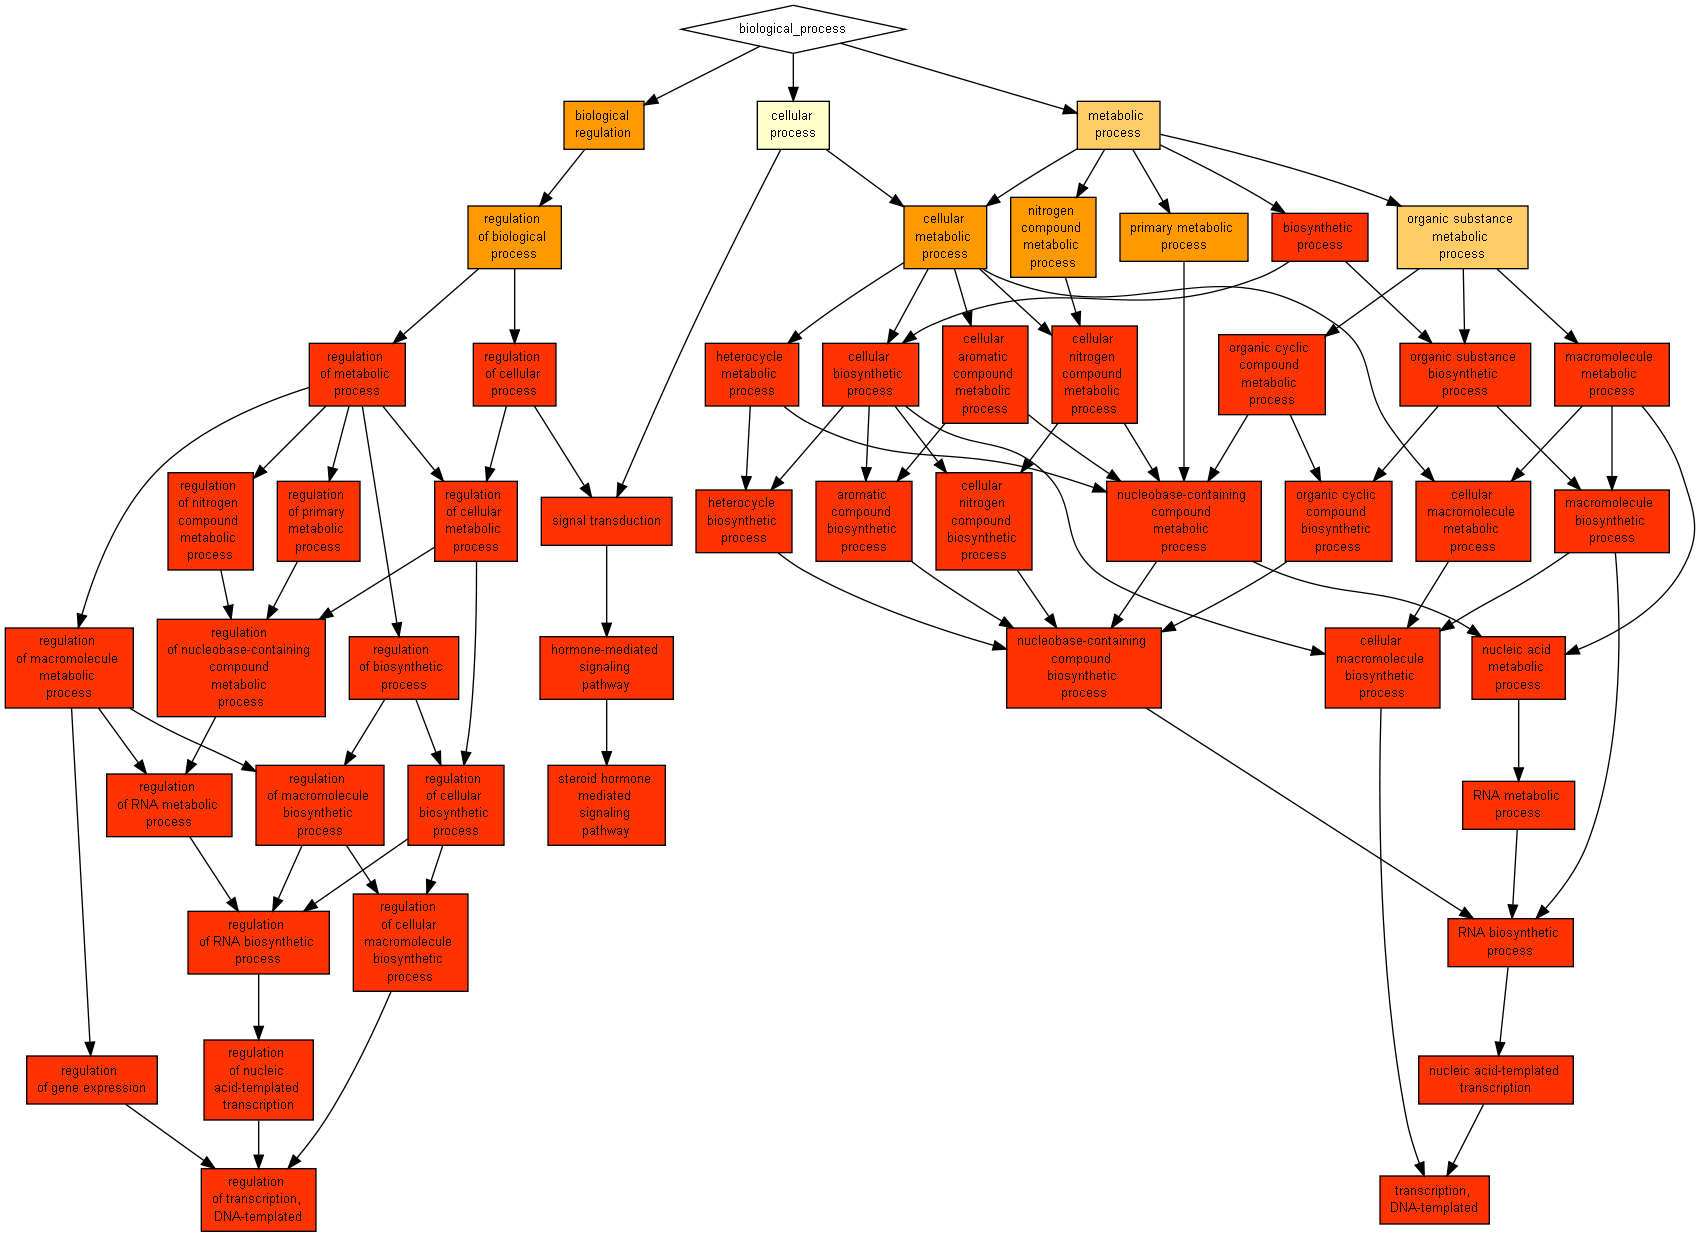 biological_process
biological
regulation
cellular
process
metabolic
process
regulation
of biological
process
cellular
metabolic
process
nitrogen
compound
metabolic
process
primary metabolic
process
biosynthetic
process
organic substance
metabolic
process
regulation
of metabolic
process
regulation
of cellular
process
heterocycle
metabolic
process
cellular
biosynthetic
process
cellular
aromatic
compound
metabolic
process
cellular
nitrogen
compound
metabolic
process
organic cyclic
compound
metabolic
process
organic substance
biosynthetic
process
macromolecule
metabolic
process
regulation
of nitrogen
compound
metabolic
process
regulation
of primary
metabolic
process
regulation
of cellular
metabolic
process
signal transduction
heterocycle
biosynthetic
process
aromatic
compound
biosynthetic
process
cellular
nitrogen
compound
biosynthetic
process
nucleobase-containing
compound
metabolic
process
organic cyclic
compound
biosynthetic
process
cellular
macromolecule
metabolic
process
macromolecule
biosynthetic
process
regulation
of macromolecule
metabolic
process
regulation
of nucleobase-containing
compound
metabolic
process
regulation
of biosynthetic
process
hormone-mediated
signaling
pathway
nucleobase-containing
compound
biosynthetic
process
cellular
macromolecule
biosynthetic
process
nucleic acid
metabolic
process
regulation
of RNA metabolic
process
regulation
of macromolecule
biosynthetic
process
regulation
of cellular
biosynthetic
process
steroid hormone
mediated
signaling
pathway
RNA metabolic
process
regulation
of RNA biosynthetic
process
regulation
of cellular
macromolecule
biosynthetic
process
RNA biosynthetic
process
regulation
of gene expression
regulation
of nucleic
acid-templated
transcription
nucleic acid-templated
transcription
regulation
of transcription,
DNA-templated
transcription,
DNA-templated